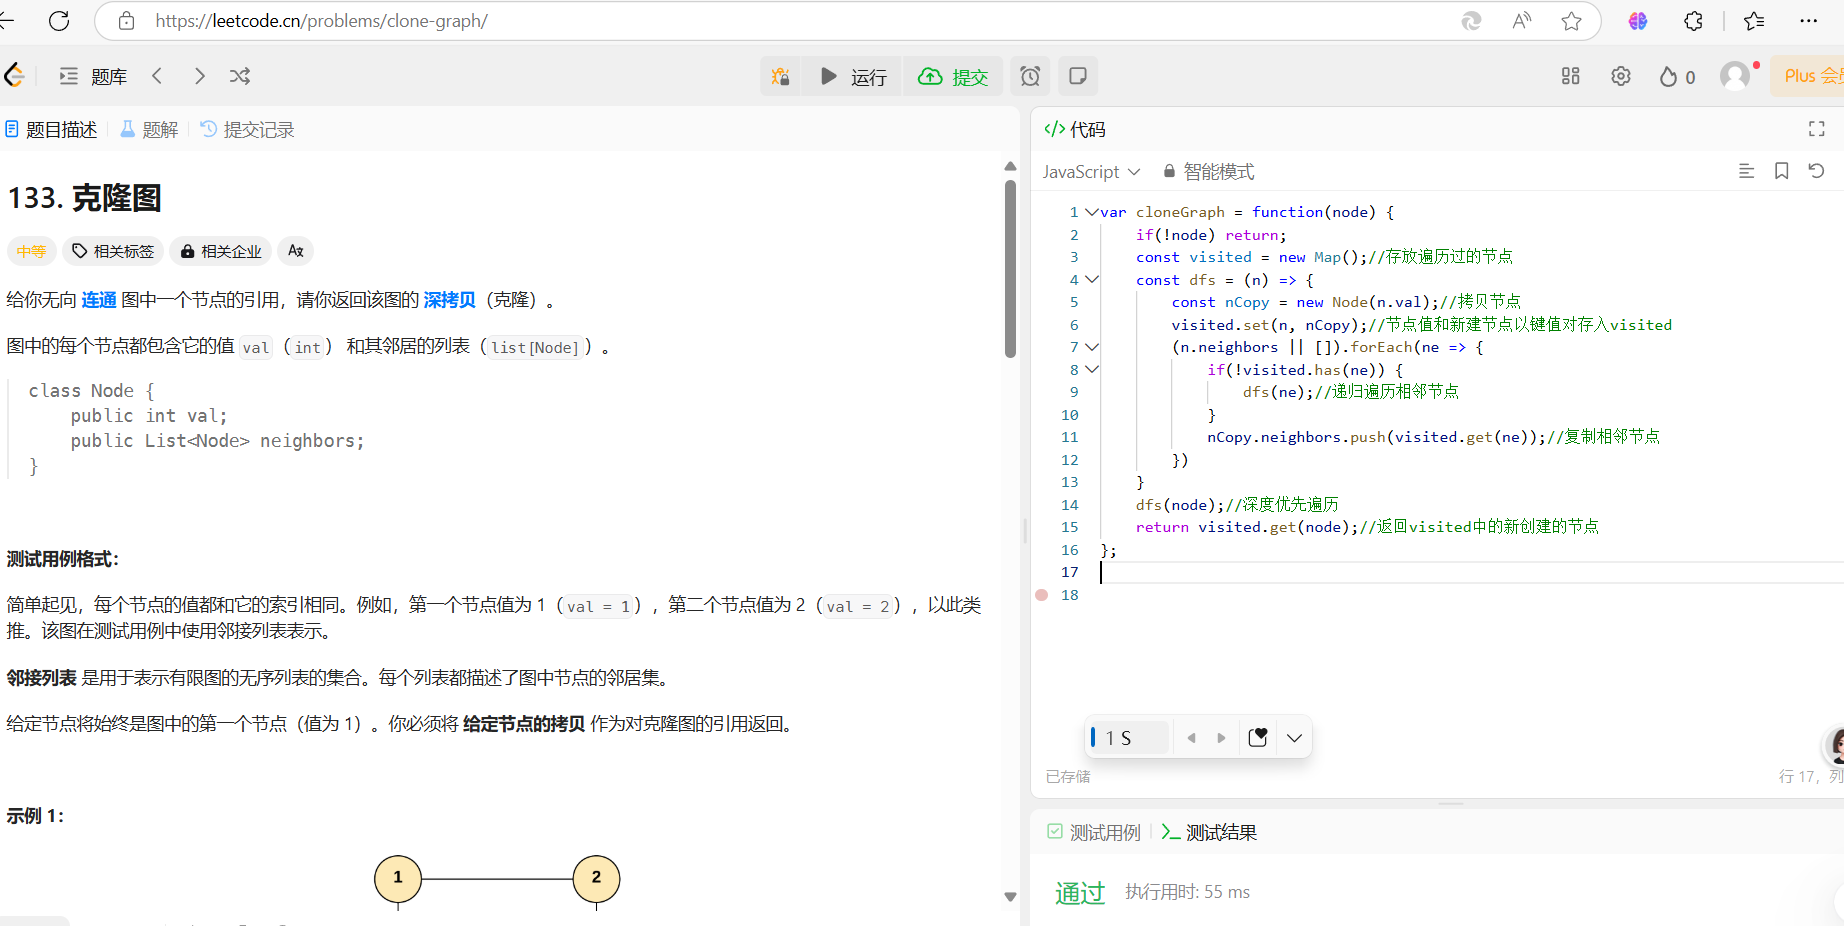 https://leetcode.cn/problems/clone-graph/
题库
运行
提交
0
Plus 会
题目描述
题解
提交记录
133. 克隆图
中等
相关标签
相关企业
给你无向 连通 图中一个节点的引用，请你返回该图的 深拷贝（克隆）。
图中的每个节点都包含它的值 val（int） 和其邻居的列表（list[Node]）。
class Node {
    public int val;
    public List<Node> neighbors;
}
测试用例格式：
简单起见，每个节点的值都和它的索引相同。例如，第一个节点值为 1（val = 1），第二个节点值为 2（val = 2），以此类
推。该图在测试用例中使用邻接列表表示。
邻接列表 是用于表示有限图的无序列表的集合。每个列表都描述了图中节点的邻居集。
给定节点将始终是图中的第一个节点（值为 1）。你必须将 给定节点的拷贝 作为对克隆图的引用返回。
示例 1：
1
2
</> 代码
JavaScript
智能模式
1 var cloneGraph = function(node) {
2     if(!node) return;
3     const visited = new Map();//存放遍历过的节点
4     const dfs = (n) => {
5         const nCopy = new Node(n.val);//拷贝节点
6         visited.set(n, nCopy);//节点值和新建节点以键值对存入visited
7         (n.neighbors || []).forEach(ne => {
8             if(!visited.has(ne)) {
9                 dfs(ne);//递归遍历相邻节点
10             }
11             nCopy.neighbors.push(visited.get(ne));//复制相邻节点
12         })
13     }
14     dfs(node);//深度优先遍历
15     return visited.get(node);//返回visited中的新创建的节点
16 };
17
18
1 S
已存储
行 17，列
测试用例
测试结果
通过
执行用时: 55 ms